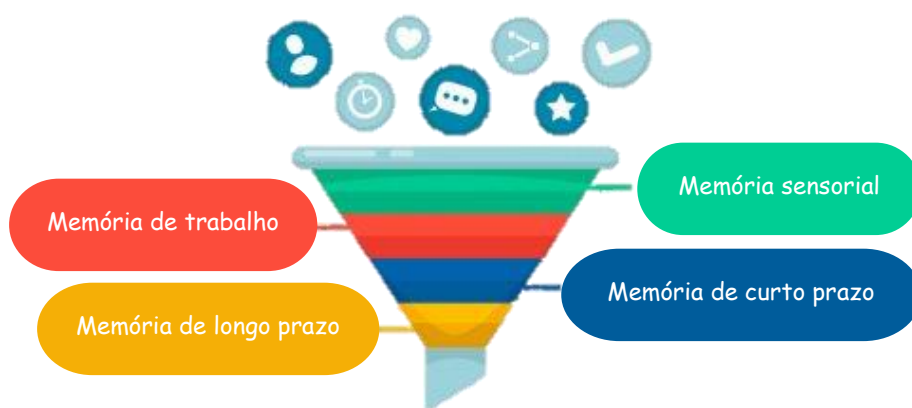 Memória sensorial
Memória de trabalho
Memória de curto prazo
Memória de longo prazo